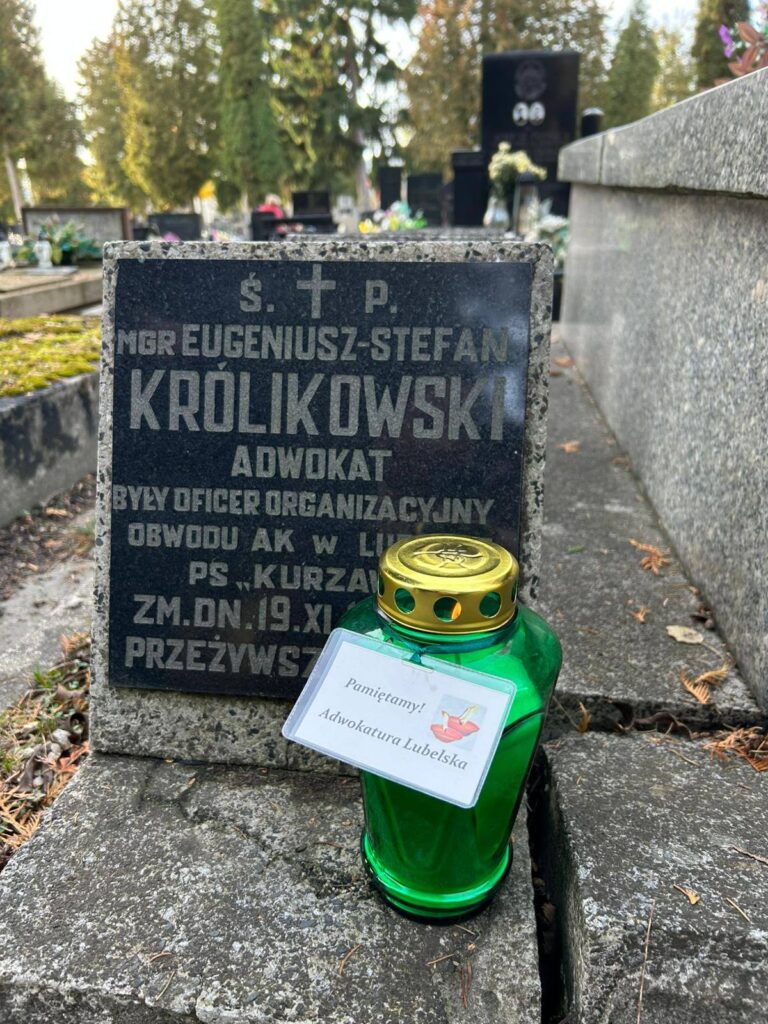 Ś. P.
MGR EUGENIUSZ-STEFAN
KRÓLIKOWSKI
ADWOKAT
BYŁY OFICER ORGANIZACYJNY
OBWODU AK W
PS „KURZA
ZM. DN. 19. XI
PRZEŻYWSZ
Pamiętamy!
Adwokatura Lubelska